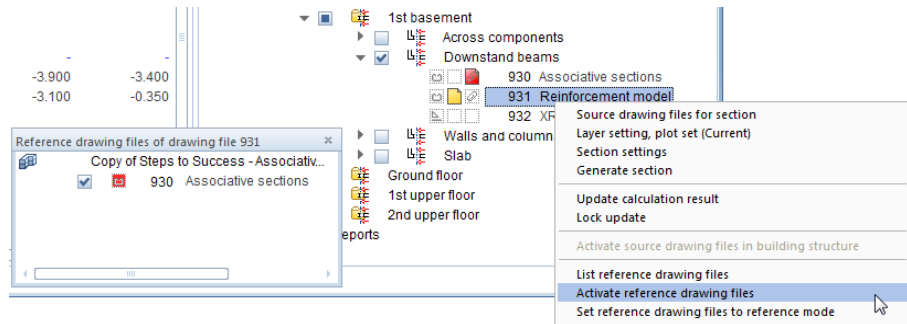 1st basement
Across components
Downstand beams
930 Associative sections
931 Reinforcement model
932 XR
Walls and column
Slab
Ground floor
1st upper floor
2nd upper floor
eports
- -
-3.900 -3.400
-3.100 -0.350
Reference drawing files of drawing file 931
Copy of Steps to Success - Associativ...
930 Associative sections
Source drawing files for section
Layer setting, plot set (Current)
Section settings
Generate section
Update calculation result
Lock update
Activate source drawing files in building structure
List reference drawing files
Activate reference drawing files
Set reference drawing files to reference mode